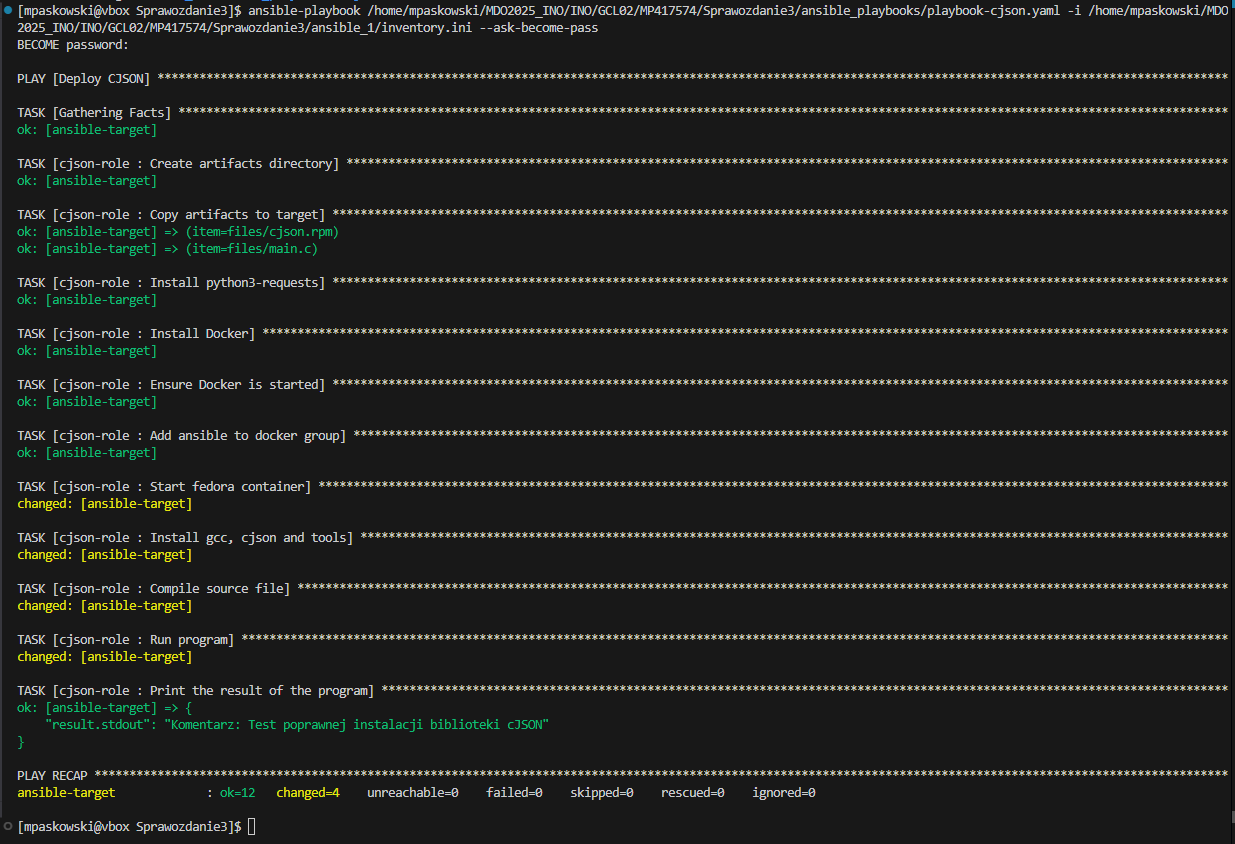 [mpaskowski@vbox Sprawozdanie3]$ ansible-playbook /home/mpaskowski/MDO2025_INO/INO/GCL02/MP417574/Sprawozdanie3/ansible_playbooks/playbook-cjson.yaml -i /home/mpaskowski/MDO
2025_INO/INO/GCL02/MP417574/Sprawozdanie3/ansible_1/inventory.ini --ask-become-pass
BECOME password:
PLAY [Deploy CJSON] ****************************************************************************************************
TASK [Gathering Facts] ****************************************************************************************************
ok: [ansible-target]
TASK [cjson-role : Create artifacts directory] ****************************************************************************************************
ok: [ansible-target]
TASK [cjson-role : Copy artifacts to target] ****************************************************************************************************
ok: [ansible-target] => (item=files/cjson.rpm)
ok: [ansible-target] => (item=files/main.c)
TASK [cjson-role : Install python3-requests] ****************************************************************************************************
ok: [ansible-target]
TASK [cjson-role : Install Docker] ****************************************************************************************************
ok: [ansible-target]
TASK [cjson-role : Ensure Docker is started] ****************************************************************************************************
ok: [ansible-target]
TASK [cjson-role : Add ansible to docker group] ****************************************************************************************************
ok: [ansible-target]
TASK [cjson-role : Start fedora container] ****************************************************************************************************
changed: [ansible-target]
TASK [cjson-role : Install gcc, cjson and tools] ****************************************************************************************************
changed: [ansible-target]
TASK [cjson-role : Compile source file] ****************************************************************************************************
changed: [ansible-target]
TASK [cjson-role : Run program] ****************************************************************************************************
changed: [ansible-target]
TASK [cjson-role : Print the result of the program] ****************************************************************************************************
ok: [ansible-target] => {
    "result.stdout": "Komentarz: Test poprawnej instalacji biblioteki cJSON"
}
PLAY RECAP ****************************************************************************************************
ansible-target             : ok=12   changed=4    unreachable=0    failed=0    skipped=0    rescued=0    ignored=0
[mpaskowski@vbox Sprawozdanie3]$